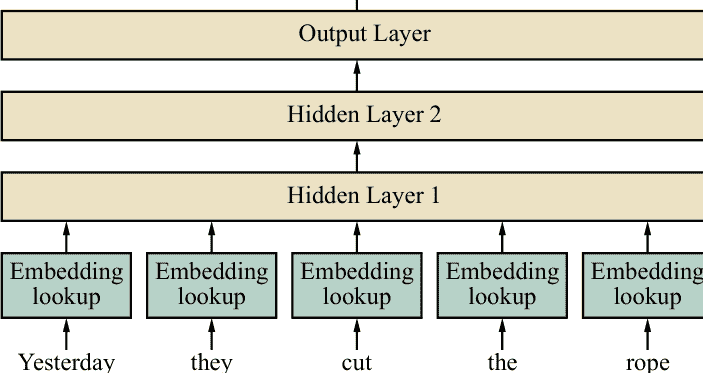 Output Layer
Hidden Layer 2
Hidden Layer 1
Embedding lookup
Embedding lookup
Embedding lookup
Embedding lookup
Embedding lookup
Yesterday they cut the rope